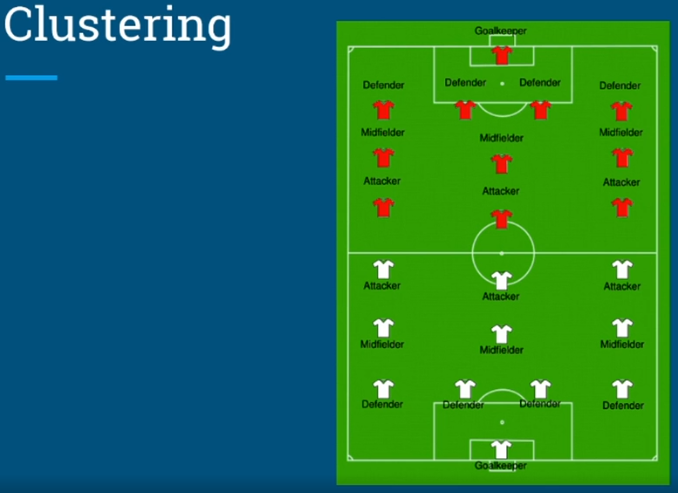 Clustering
Goalkeeper
Defender Defender Defender Defender
Midfielder Midfielder Midfielder
Attacker Attacker Attacker
Attacker Attacker Attacker
Midfielder Midfielder Midfielder
Defender Defender Defender Defender
Goalkeeper